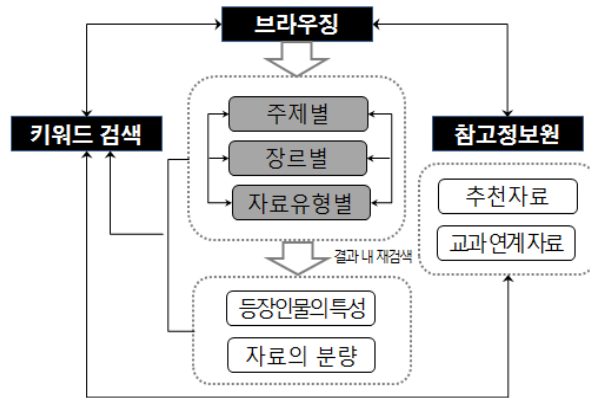 브라우징
주제별
키워드 검색
참고정보원
장르별
추천자료
자료유형별
교과연계자료
결과 내 재검색
등장인물의특성
자료의 분량